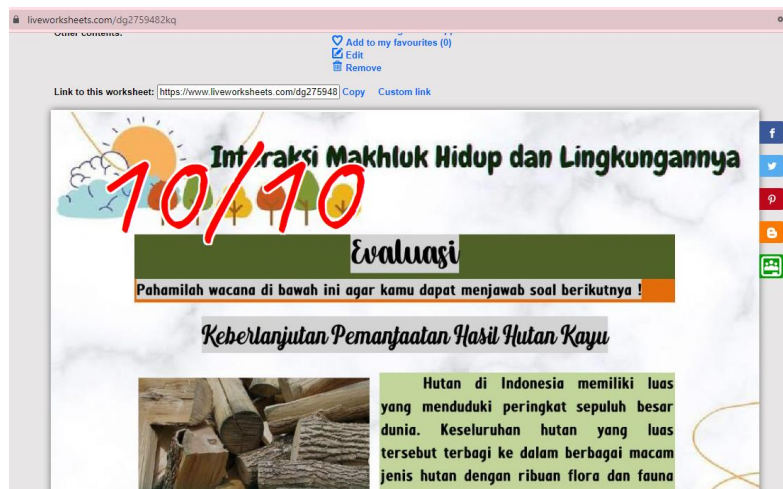 liveworksheets.com/dg2759482kq
Other contents:
Add to my favourites (0)
Edit
Remove
Link to this worksheet: https://www.liveworksheets.com/dg275948 Copy Custom link
Interaksi Makhluk Hidup dan Lingkungannya
10/10
Evaluasi
Pahamilah wacana di bawah ini agar kamu dapat menjawab soal berikutnya !
Keberlanjutan Pemanfaatan Hasil Hutan Kayu
Hutan di Indonesia memiliki luas
yang menduduki peringkat sepuluh besar
dunia. Keseluruhan hutan yang luas
tersebut terbagi ke dalam berbagai macam
jenis hutan dengan ribuan flora dan fauna